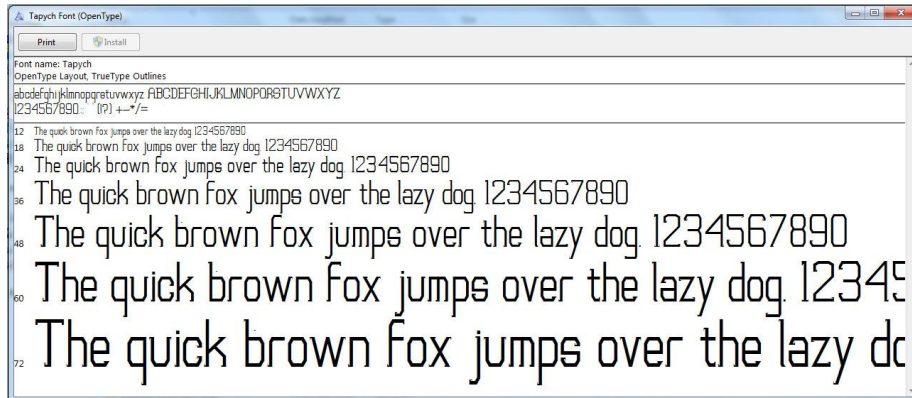 Tapych Font (OpenType)
Print Install
Font name: Tapych
OpenType Layout, TrueType Outlines
abcdefghijklmnopqrstuvwxyz ABCDEFGHIJKLMNOPQRSTUVWXYZ
1234567890.: (!?) +-*/=
12 The quick brown fox jumps over the lazy dog. 1234567890
18 The quick brown fox jumps over the lazy dog. 1234567890
24 The quick brown fox jumps over the lazy dog. 1234567890
36 The quick brown fox jumps over the lazy dog. 1234567890
48 The quick brown fox jumps over the lazy dog. 1234567890
60 The quick brown fox jumps over the lazy dog. 12345
72 The quick brown fox jumps over the lazy do